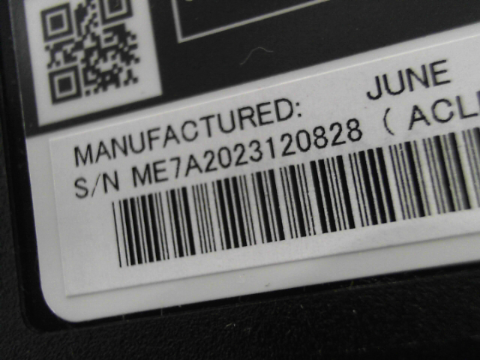 MANUFACTURED: JUNE
S/N ME7A2023120828 ( ACL